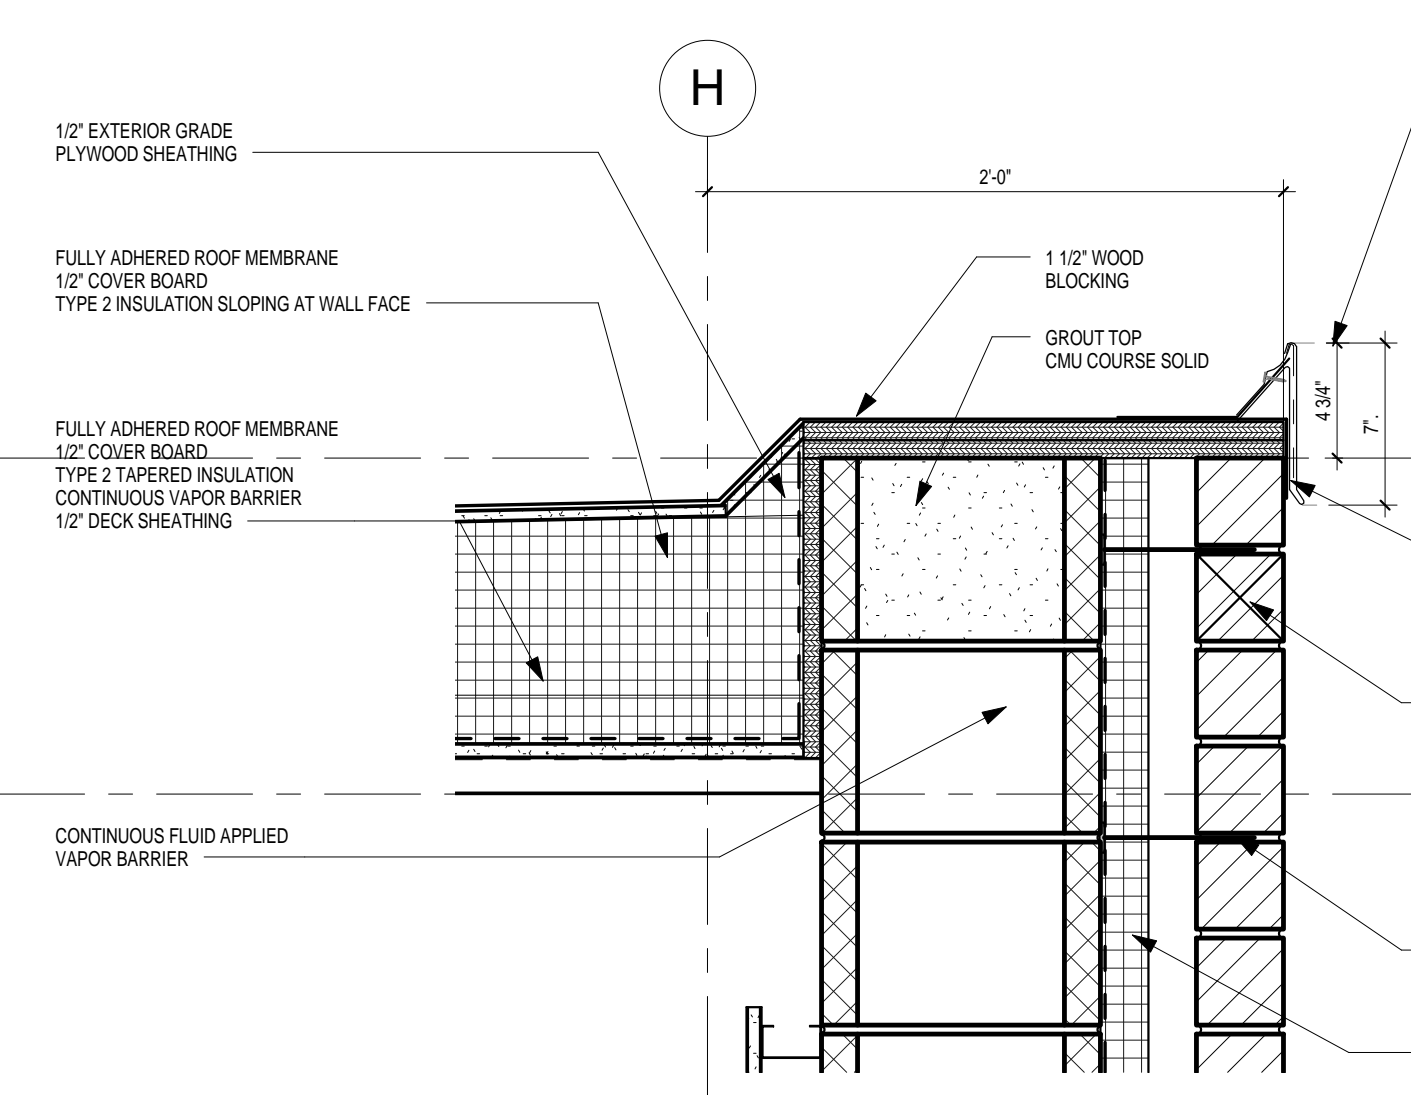 H
1/2" EXTERIOR GRADE
PLYWOOD SHEATHING
2'-0"
FULLY ADHERED ROOF MEMBRANE
1/2" COVER BOARD
TYPE 2 INSULATION SLOPING AT WALL FACE
1 1/2" WOOD
BLOCKING
GROUT TOP
CMU COURSE SOLID
4 3/4"
7" .
FULLY ADHERED ROOF MEMBRANE
1/2" COVER BOARD
TYPE 2 TAPERED INSULATION
CONTINUOUS VAPOR BARRIER
1/2" DECK SHEATHING
CONTINUOUS FLUID APPLIED
VAPOR BARRIER